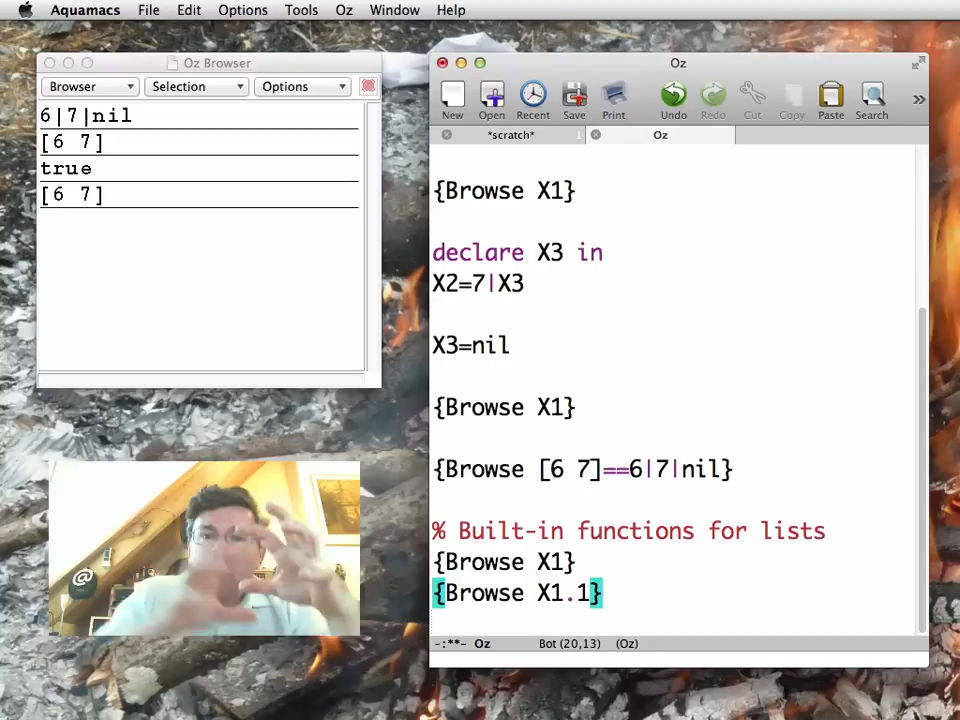 Aquamacs File Edit Options Tools Oz Window Help
Oz Browser
Browser Selection Options
6|7|nil
[6 7]
true
[6 7]
Oz
New Open Recent Save Print Undo Redo Cut Copy Paste Search »
*scratch* Oz
{Browse X1}
declare X3 in
X2=7|X3
X3=nil
{Browse X1}
{Browse [6 7]==6|7|nil}
% Built-in functions for lists
{Browse X1}
{Browse X1.1}
-:**- Oz Bot (20,13) (Oz)
@